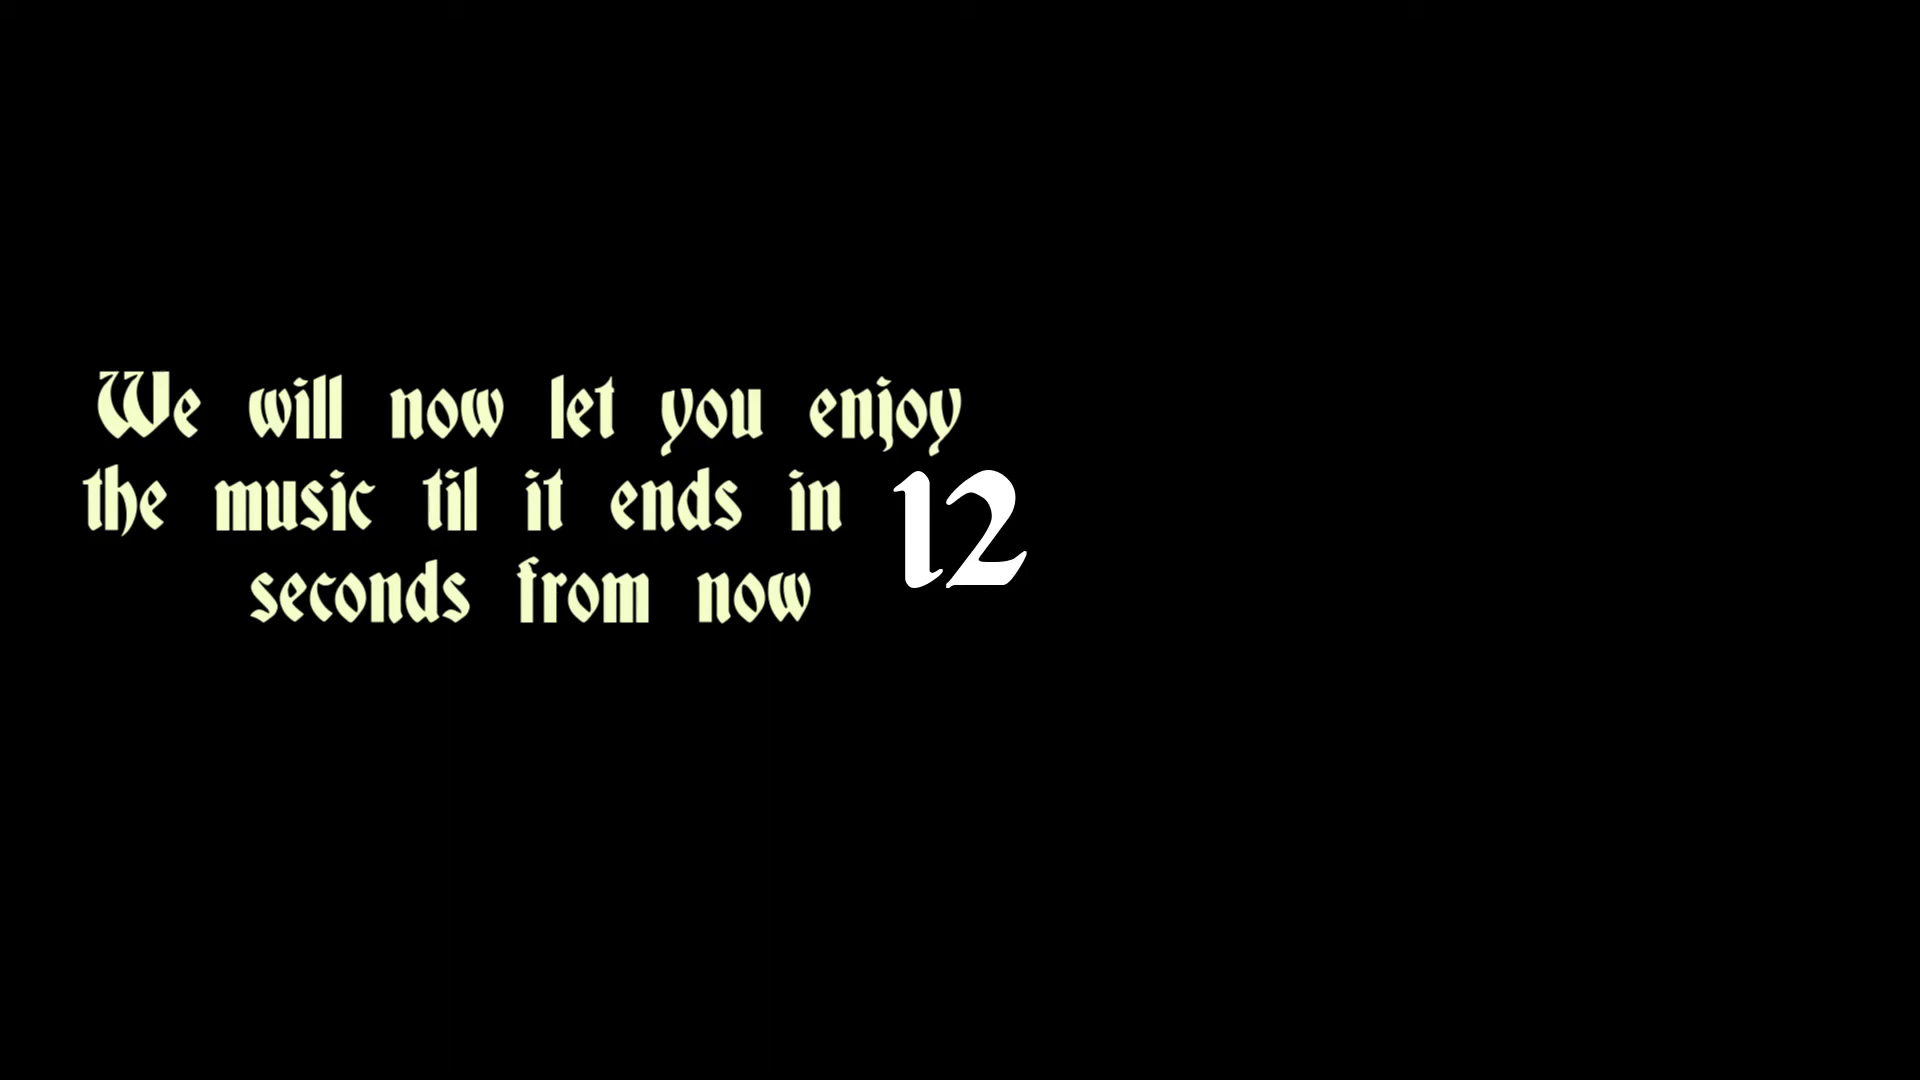 We will now let you enjoy
the music til it ends in 12
seconds from now